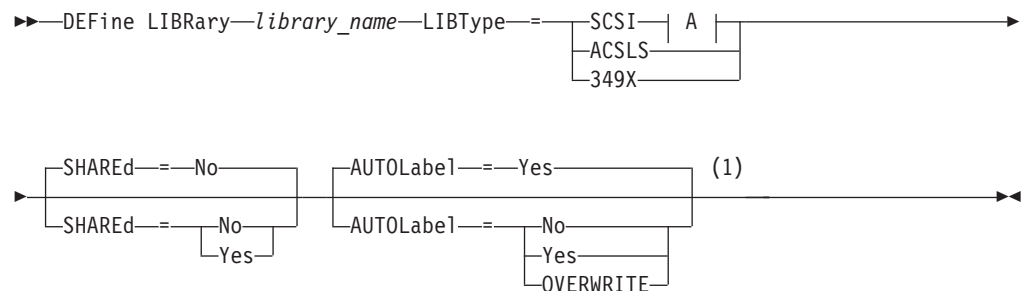 DEFine LIBRary library_name LIBType = SCSI A
ACSLS
349X
SHAREd = No AUTOLabel = Yes (1)
SHAREd = No AUTOLabel = No
Yes Yes
OVERWRITE